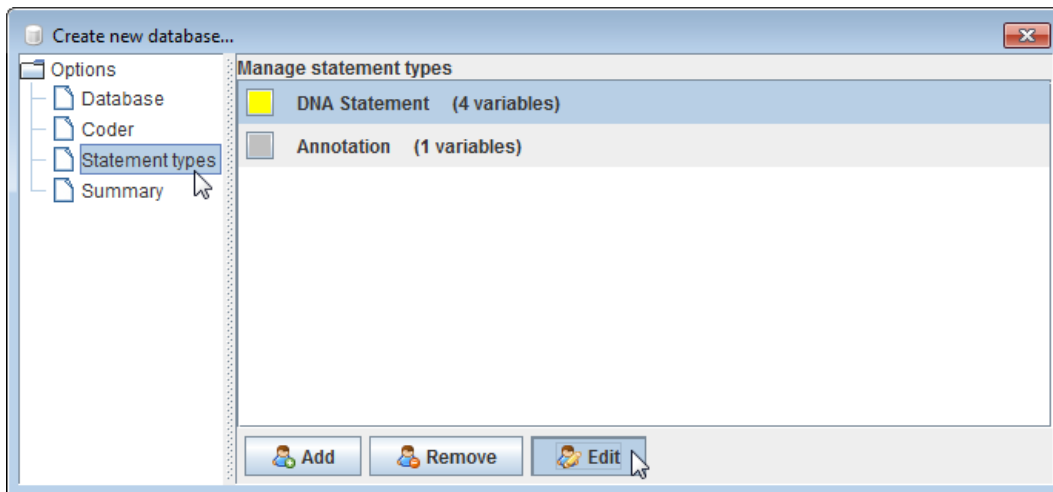 Create new database...
Options
Database
Coder
Statement types
Summary
Manage statement types
DNA Statement (4 variables)
Annotation (1 variables)
Add Remove Edit